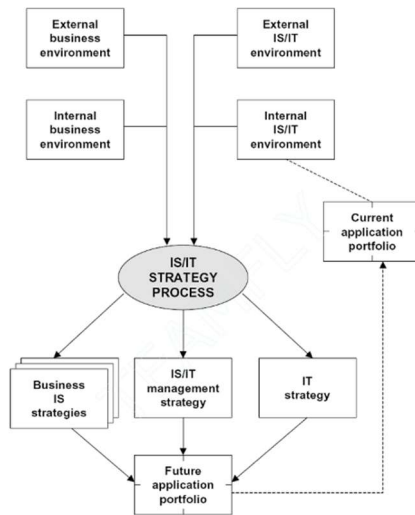 External
business
environment
External
IS/IT
environment
Internal
business
environment
Internal
IS/IT
environment
Current
application
portfolio
IS/IT
STRATEGY
PROCESS
TEAMFLY
Business
IS
strategies
IS/IT
management
strategy
IT
strategy
Future
application
portfolio